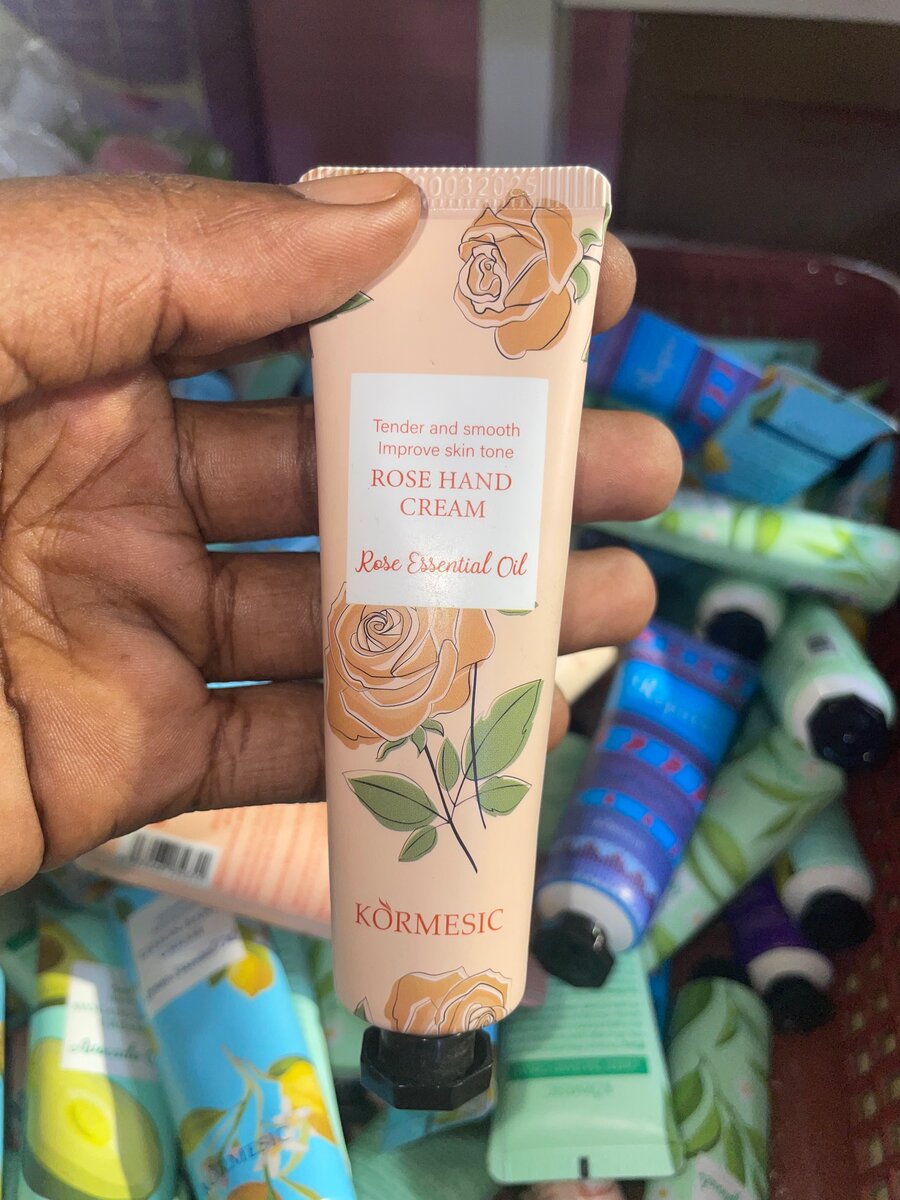 Tender and smooth
Improve skin tone
ROSE HAND
CREAM
Rose Essential Oil
KORMESIC